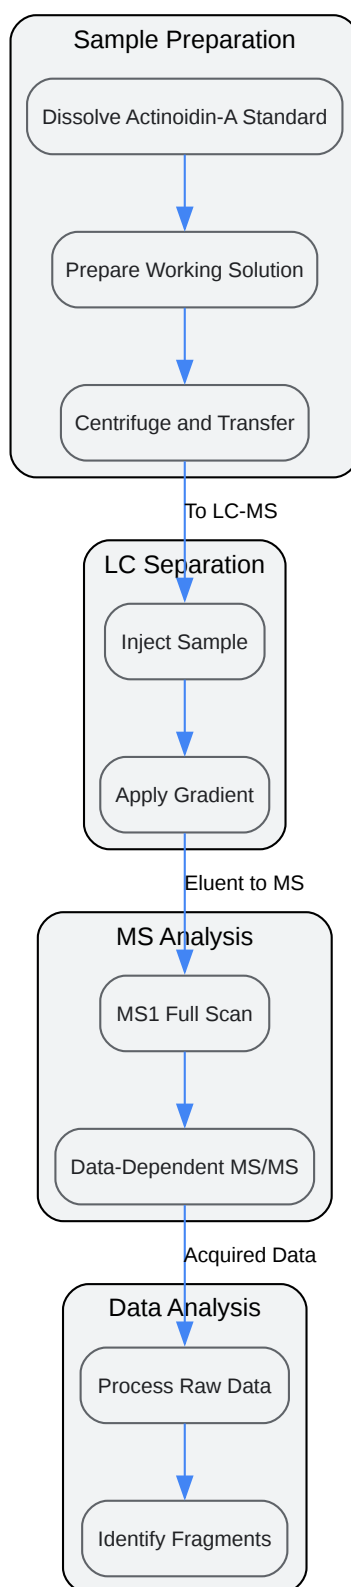 Sample Preparation
Dissolve Actinoidin-A Standard
Prepare Working Solution
Centrifuge and Transfer
To LC-MS
LC Separation
Inject Sample
Apply Gradient
Eluent to MS
MS Analysis
MS1 Full Scan
Data-Dependent MS/MS
Acquired Data
Data Analysis
Process Raw Data
Identify Fragments